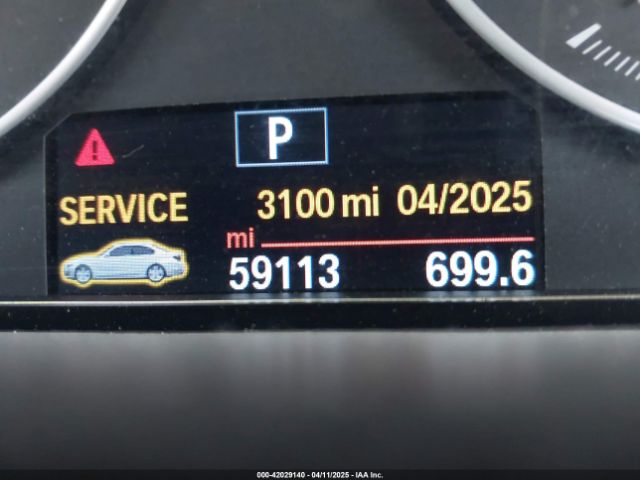 P
SERVICE 3100 mi 04/2025
mi
59113 699.6
000-42029140 - 04/11/2025 - IAA Inc.